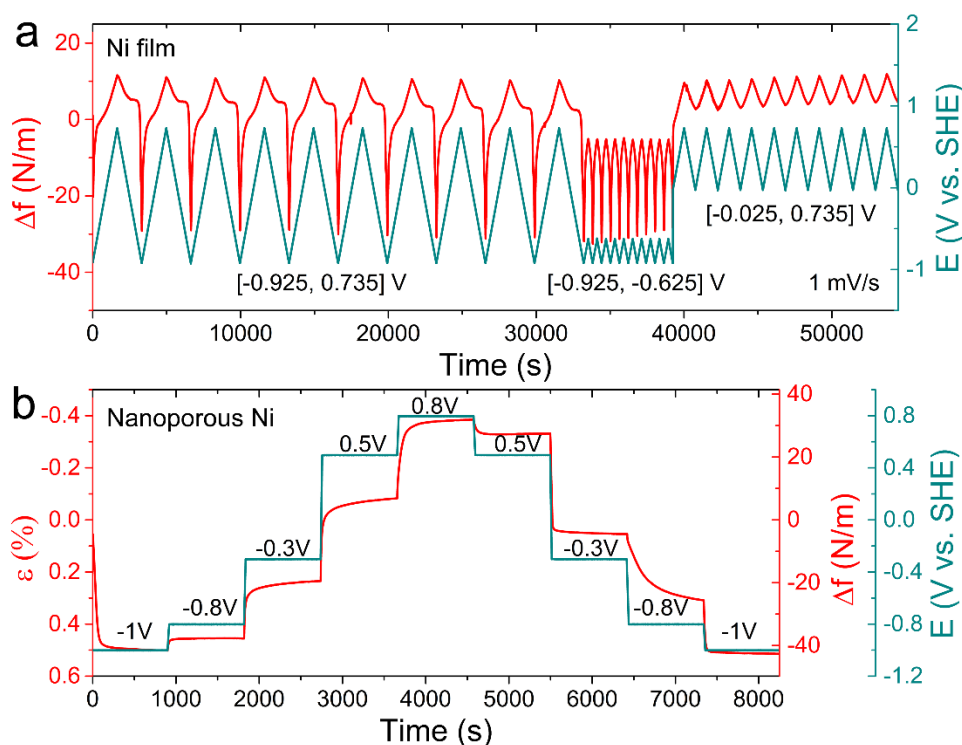 a
Ni film
20
0
-20
-40
Δf (N/m)
2
1
0
-1
E (V vs. SHE)
[-0.925, 0.735] V
[-0.925, -0.625] V
[-0.025, 0.735] V
1 mV/s
0
10000
20000
30000
40000
50000
Time (s)
b
Nanoporous Ni
-0.4
-0.2
0.0
0.2
0.4
0.6
ε (%)
-1V
-0.8V
-0.3V
0.5V
0.8V
0.5V
-0.3V
-0.8V
-1V
40
20
0
-20
-40
Δf (N/m)
0.8
0.4
0.0
-0.4
-0.8
-1.2
E (V vs. SHE)
0
1000
2000
3000
4000
5000
6000
7000
8000
Time (s)